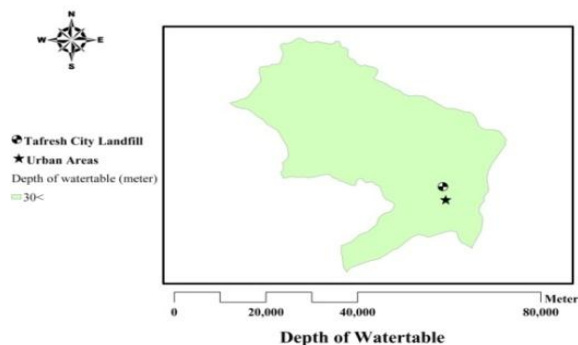 N
W E
S
Tafresh City Landfill
Urban Areas
Depth of watertable (meter)
30<
Meter
0 20,000 40,000 80,000
Depth of Watertable